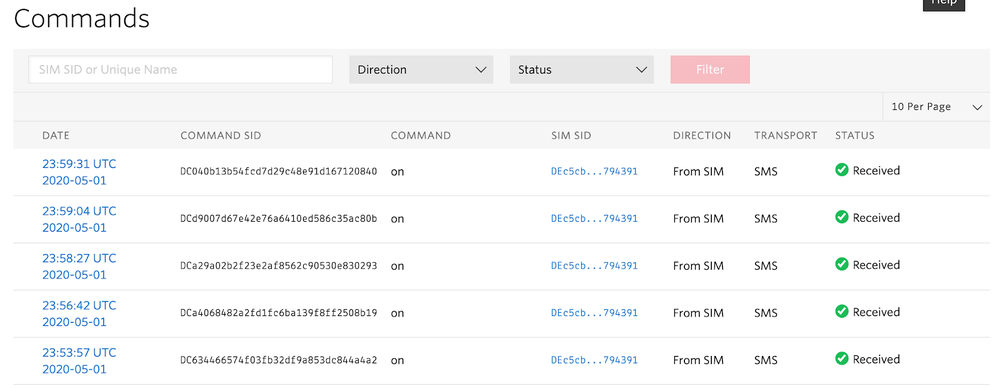 Help
Commands
SIM SID or Unique Name Direction Status Filter
10 Per Page
DATE COMMAND SID COMMAND SIM SID DIRECTION TRANSPORT STATUS
23:59:31 UTC
2020-05-01 DC040b13b54fcd7d29c48e91d167120840 on DEc5cb...794391 From SIM SMS Received
23:59:04 UTC
2020-05-01 DCd9007d67e42e76a6410ed586c35ac80b on DEc5cb...794391 From SIM SMS Received
23:58:27 UTC
2020-05-01 DCa29a02b2f23e2af8562c90530e830293 on DEc5cb...794391 From SIM SMS Received
23:56:42 UTC
2020-05-01 DCa4068482a2fd1fc6ba139f8ff2508b19 on DEc5cb...794391 From SIM SMS Received
23:53:57 UTC
2020-05-01 DC634466574f03fb32df9a853dc844a4a2 on DEc5cb...794391 From SIM SMS Received